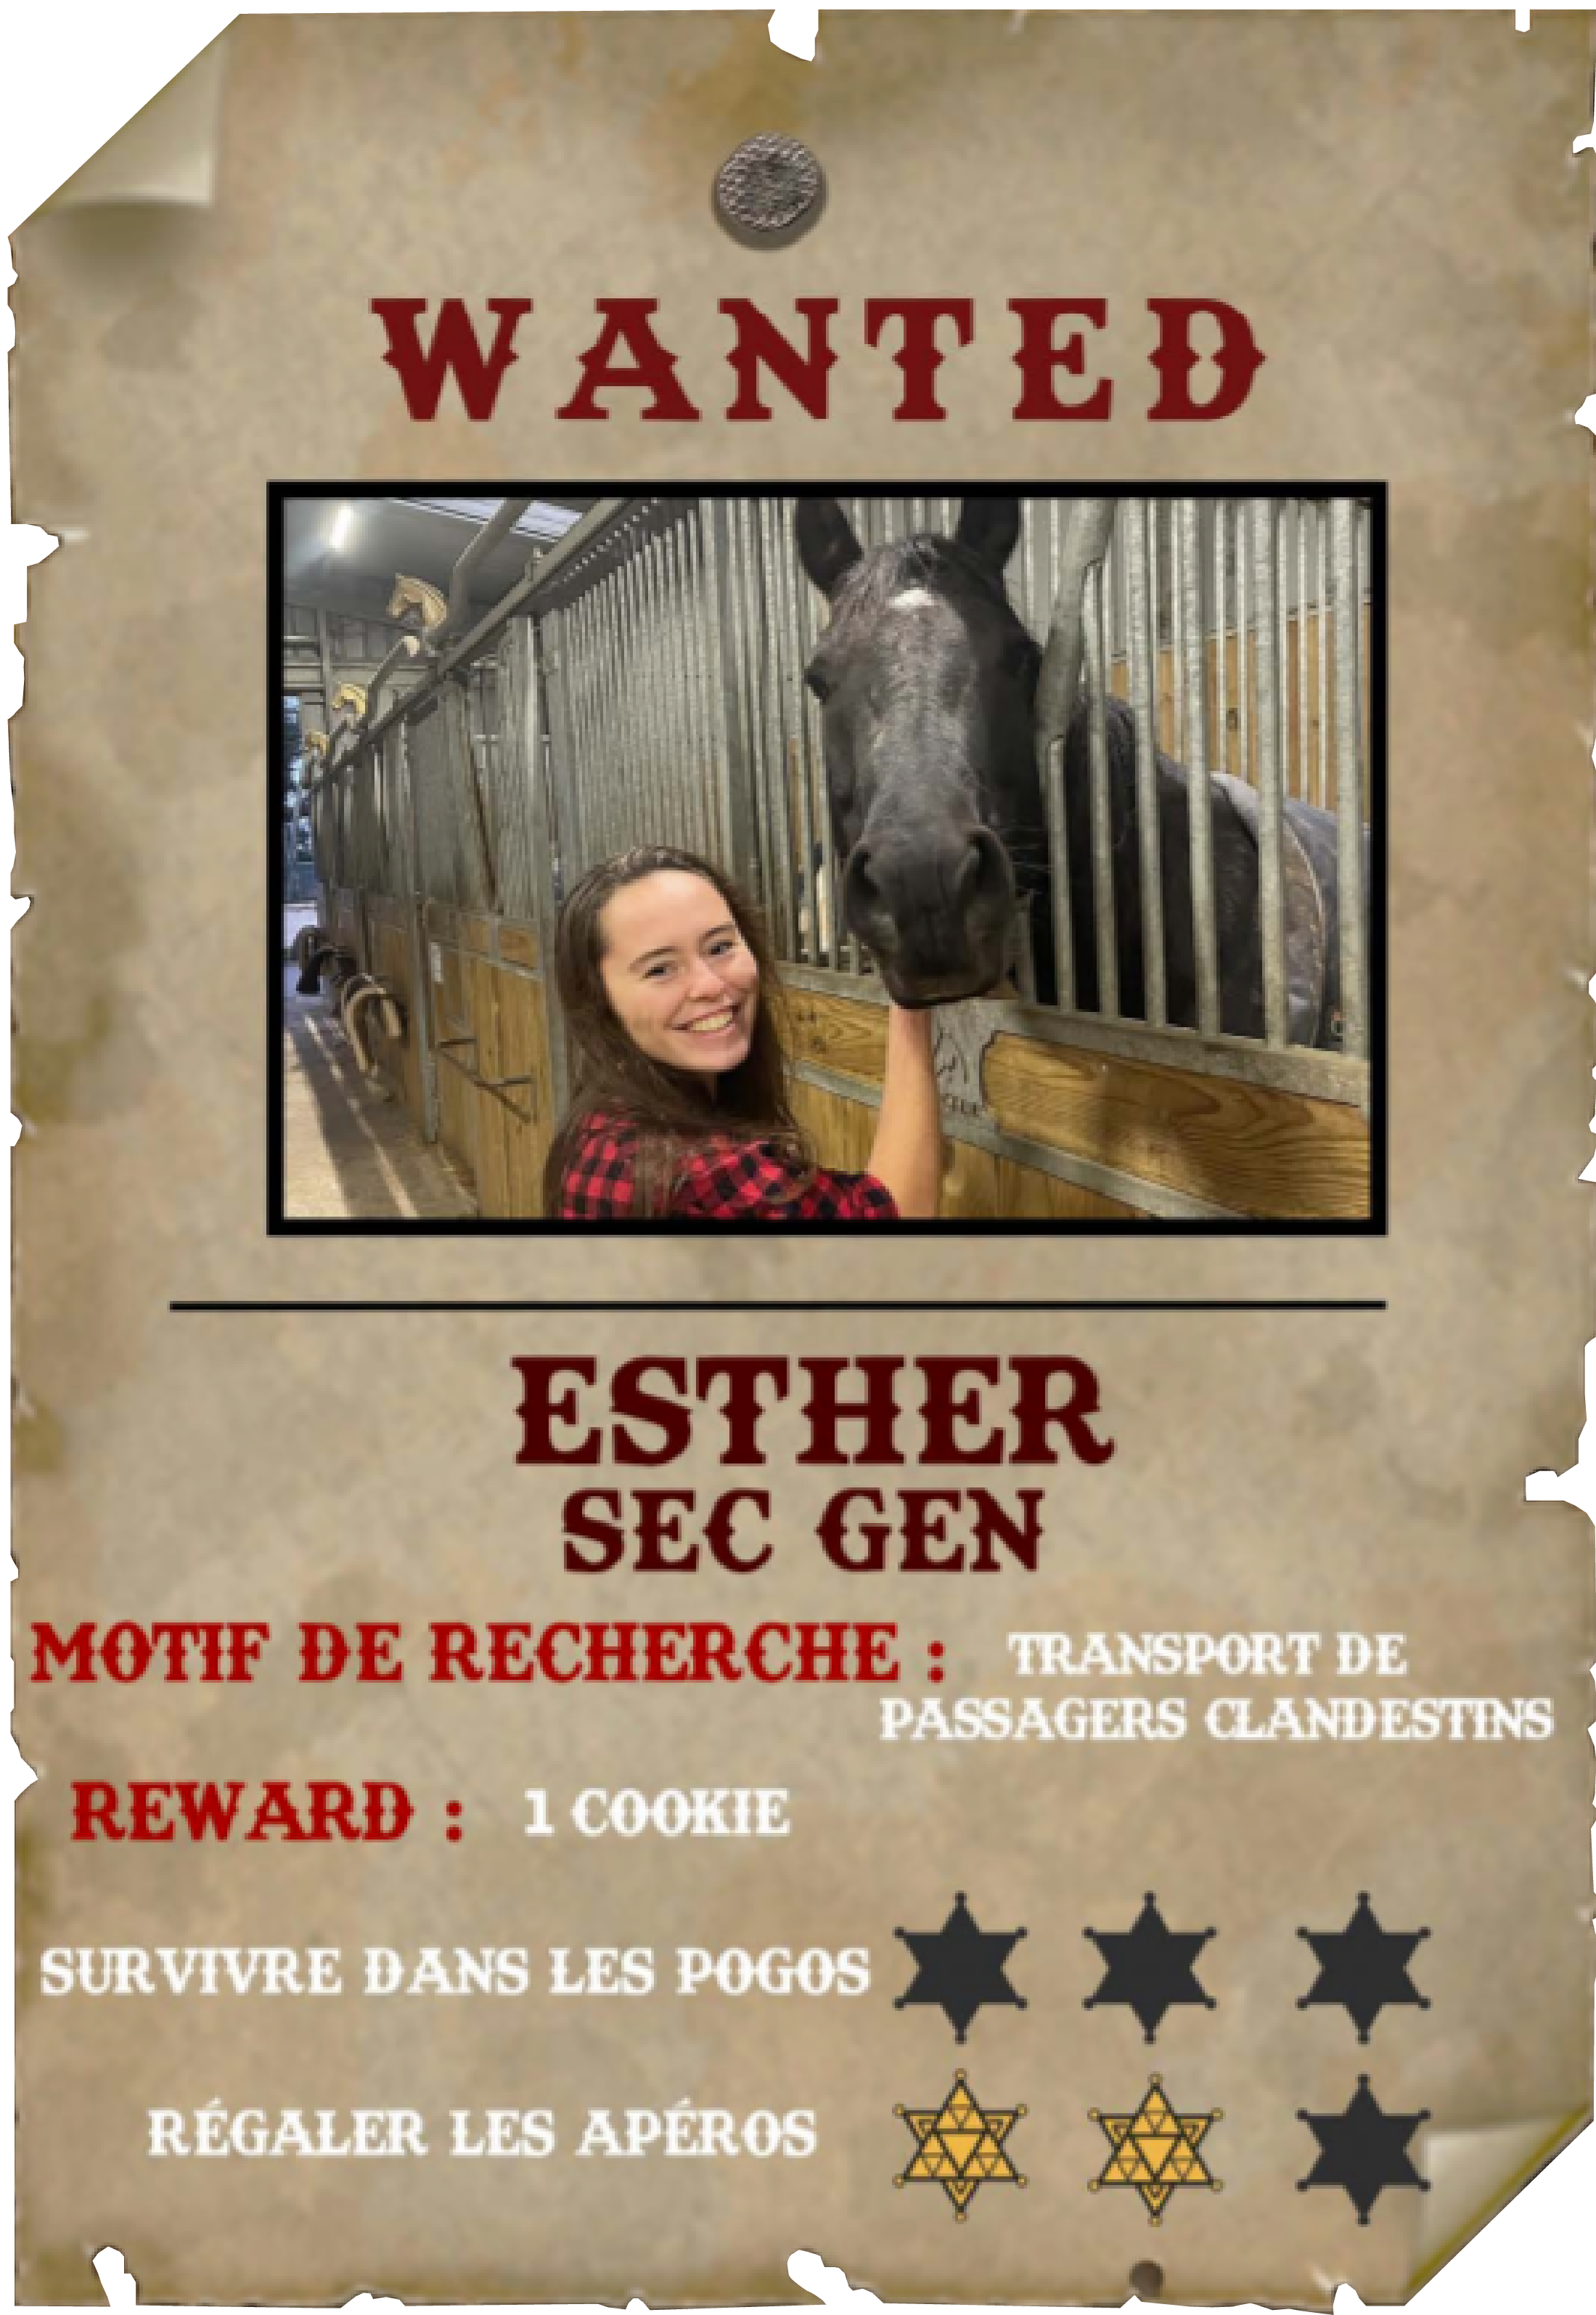 WANTED
ESTHER
SEC GEN
MOTIF DE RECHERCHE : TRANSPORT DE
PASSAGERS CLANDESTINS
REWARD : 1 COOKIE
SURVIVRE DANS LES POGOS
RÉGALER LES APÉROS